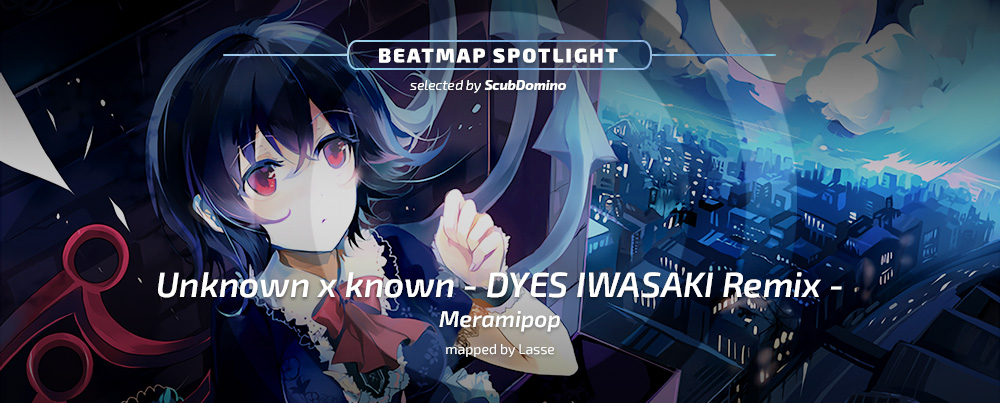 BEATMAP SPOTLIGHT
selected by ScubDomino
Unknown x known - DYES IWASAKI Remix -
Meramipop
mapped by Lasse